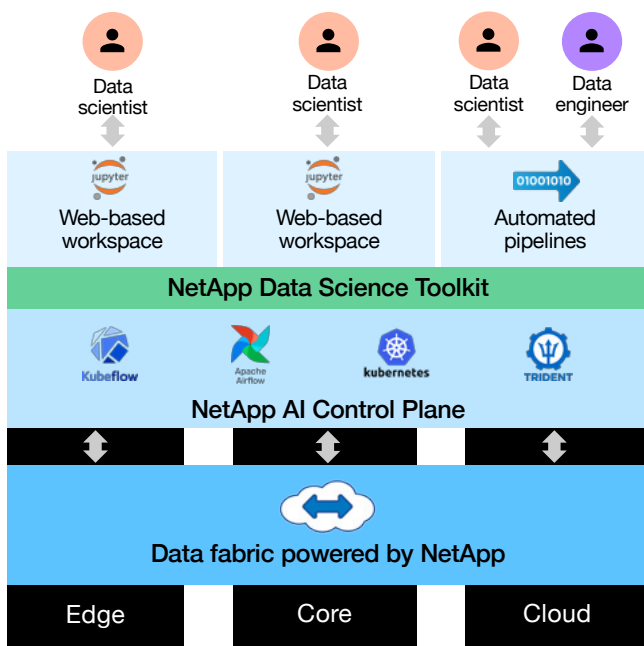 Data
scientist
Data
scientist
Data
scientist
Data
engineer
jupyter
Web-based
workspace
jupyter
Web-based
workspace
01001010
Automated
pipelines
NetApp Data Science Toolkit
Kubeflow
Apache
Airflow
kubernetes
TRIDENT
NetApp AI Control Plane
Data fabric powered by NetApp
Edge
Core
Cloud